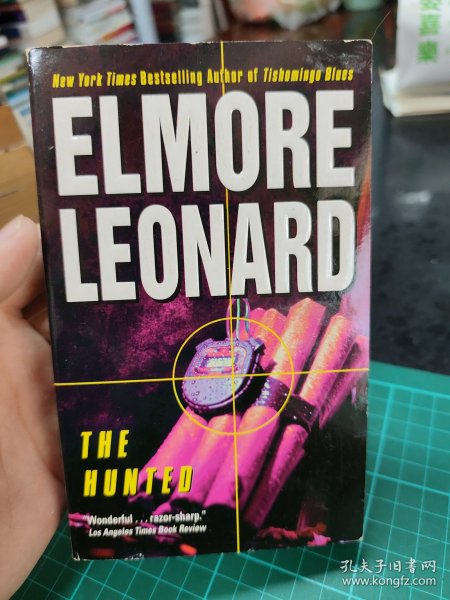 New York Times Bestselling Author of Tishomingo Blues
ELMORE
LEONARD
THE
HUNTED
"Wonderful . . . razor-sharp."
Los Angeles Times Book Review
孔夫子旧书网
www.kongfz.com